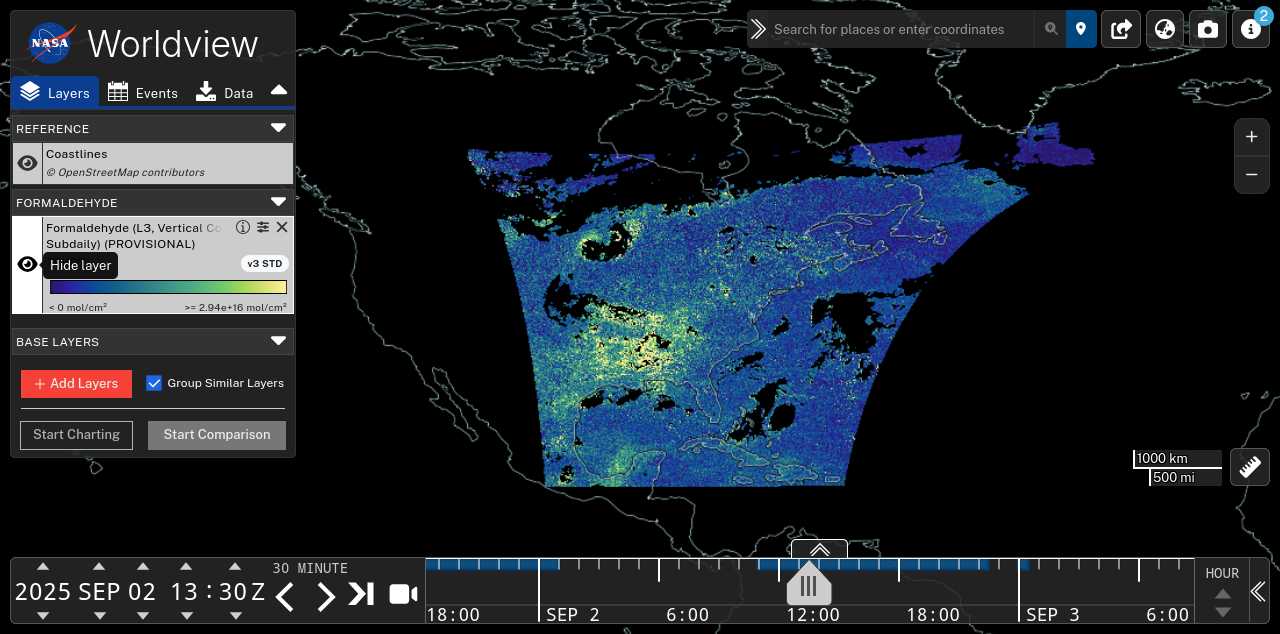 NASA Worldview
Search for places or enter coordinates
2
Layers Events Data
REFERENCE
Coastlines
© OpenStreetMap contributors
FORMALDEHYDE
Formaldehyde (L3, Vertical Co
Subdaily) (PROVISIONAL)
Hide layer
v3 STD
< 0 mol/cm² >= 2.94e+16 mol/cm²
BASE LAYERS
+ Add Layers Group Similar Layers
Start Charting Start Comparison
1000 km
500 mi
30 MINUTE
2025 SEP 02 13 : 30 Z
18:00 SEP 2 6:00 12:00 18:00 SEP 3 6:00
HOUR